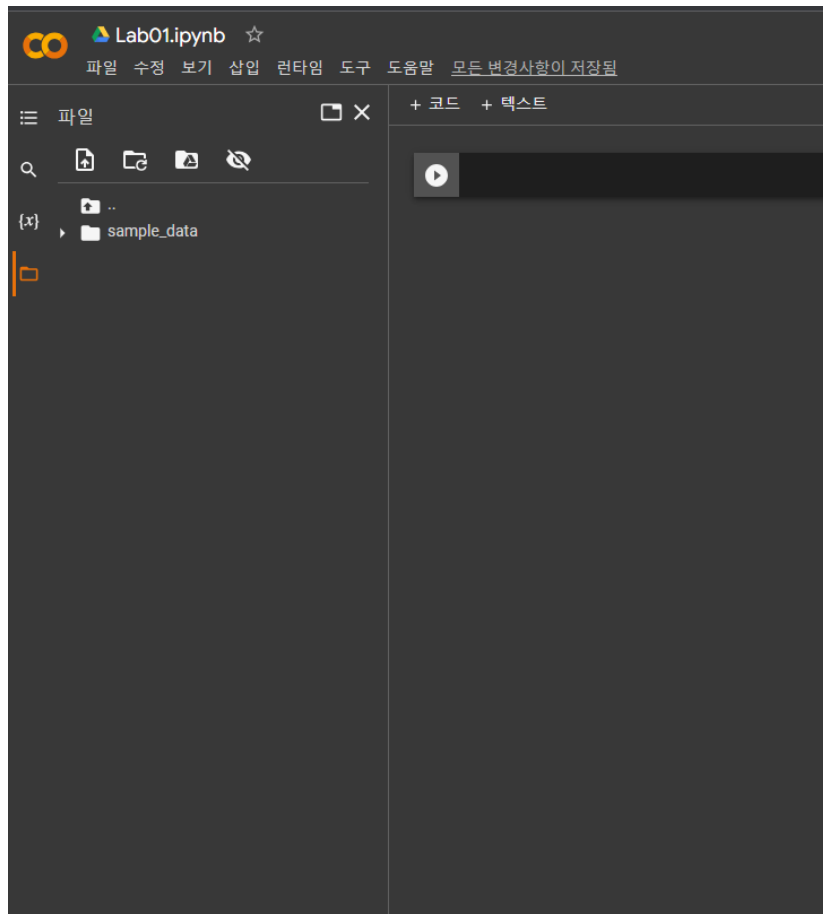 Lab01.ipynb
파일 수정 보기 삽입 런타임 도구 도움말 모든 변경사항이 저장됨
파일
+ 코드 + 텍스트
..
{x}
sample_data